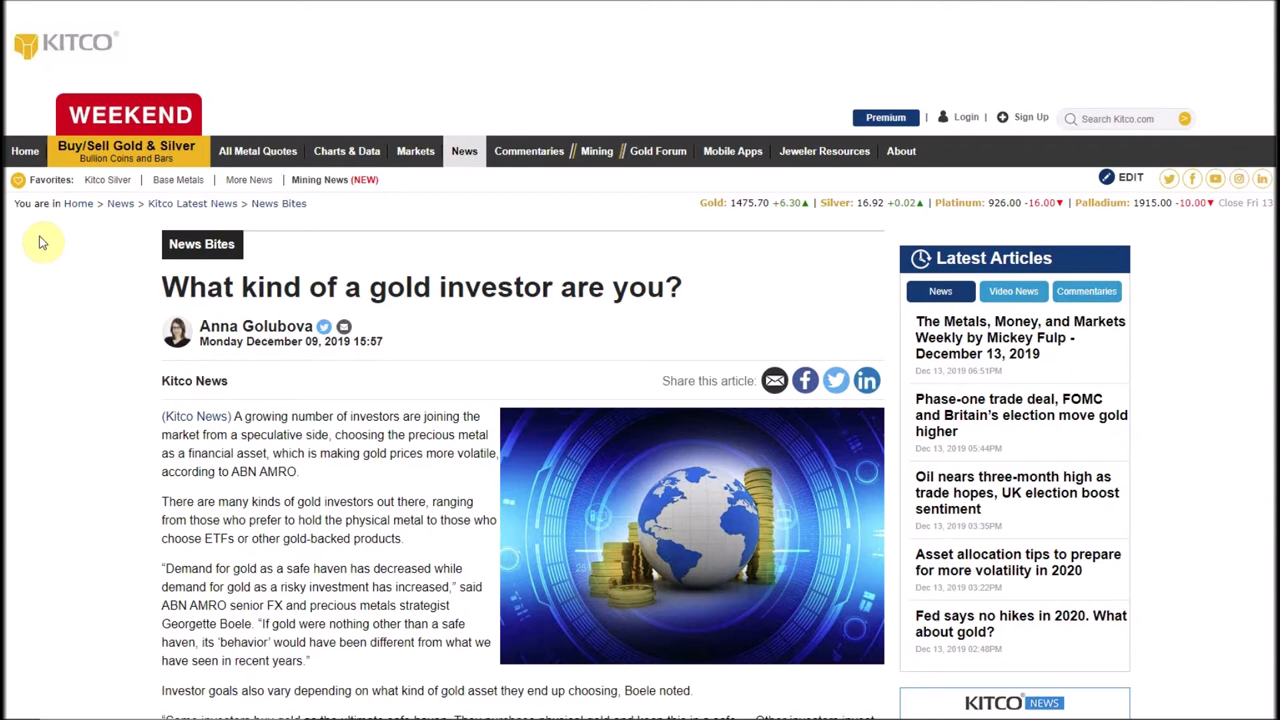 KITCO
WEEKEND
Premium | Login | Sign Up Search Kitco.com >
Home Buy/Sell Gold & Silver All Metal Quotes Charts & Data Markets News Commentaries // Mining // Gold Forum Mobile Apps Jeweler Resources About
Bullion Coins and Bars
Favorites: Kitco Silver Base Metals More News Mining News (NEW) EDIT
You are in Home > News > Kitco Latest News > News Bites Gold: 1475.70 +6.30▲ | Silver: 16.92 +0.02▲ | Platinum: 926.00 -16.00▼ | Palladium: 1915.00 -10.00▼ Close Fri 13
News Bites
What kind of a gold investor are you?
Anna Golubova
Monday December 09, 2019 15:57
Kitco News Share this article:
(Kitco News) A growing number of investors are joining the
market from a speculative side, choosing the precious metal
as a financial asset, which is making gold prices more volatile,
according to ABN AMRO.
There are many kinds of gold investors out there, ranging
from those who prefer to hold the physical metal to those who
choose ETFs or other gold-backed products.
“Demand for gold as a safe haven has decreased while
demand for gold as a risky investment has increased,” said
ABN AMRO senior FX and precious metals strategist
Georgette Boele. “If gold were nothing other than a safe
haven, its ‘behavior’ would have been different from what we
have seen in recent years.”
Investor goals also vary depending on what kind of gold asset they end up choosing, Boele noted.
Latest Articles
News Video News Commentaries
The Metals, Money, and Markets
Weekly by Mickey Fulp -
December 13, 2019
Dec 13, 2019 06:51PM
Phase-one trade deal, FOMC
and Britain’s election move gold
higher
Dec 13, 2019 05:44PM
Oil nears three-month high as
trade hopes, UK election boost
sentiment
Dec 13, 2019 03:35PM
Asset allocation tips to prepare
for more volatility in 2020
Dec 13, 2019 03:22PM
Fed says no hikes in 2020. What
about gold?
Dec 13, 2019 02:48PM
KITCO NEWS